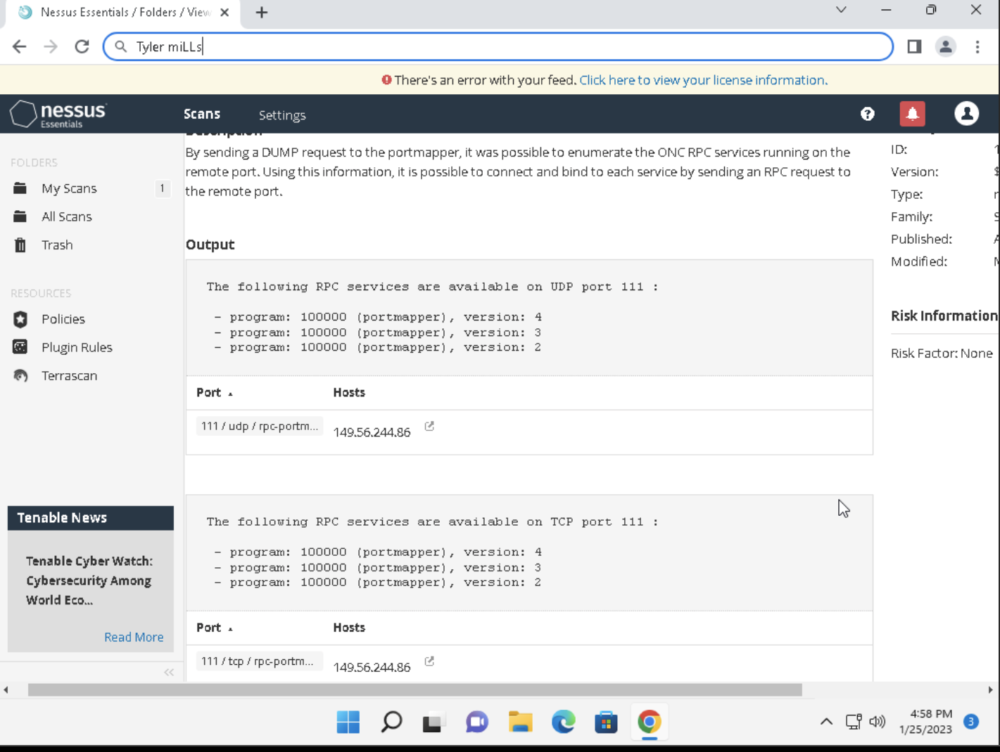 Nessus Essentials / Folders / View
Tyler miLLs
There's an error with your feed. Click here to view your license information.
nessus
Essentials
Scans
Settings
FOLDERS
My Scans
1
All Scans
Trash
RESOURCES
Policies
Plugin Rules
Terrascan
Tenable News
Tenable Cyber Watch:
Cybersecurity Among
World Eco...
Read More
Description
By sending a DUMP request to the portmapper, it was possible to enumerate the ONC RPC services running on the
remote port. Using this information, it is possible to connect and bind to each service by sending an RPC request to
the remote port.
Output
The following RPC services are available on UDP port 111 :
- program: 100000 (portmapper), version: 4
- program: 100000 (portmapper), version: 3
- program: 100000 (portmapper), version: 2
Port Hosts
111 / udp / rpc-portm... 149.56.244.86
The following RPC services are available on TCP port 111 :
- program: 100000 (portmapper), version: 4
- program: 100000 (portmapper), version: 3
- program: 100000 (portmapper), version: 2
Port Hosts
111 / tcp / rpc-portm... 149.56.244.86
ID:
Version:
Type:
Family:
Published:
Modified:
Risk Information
Risk Factor: None
4:58 PM
1/25/2023
3